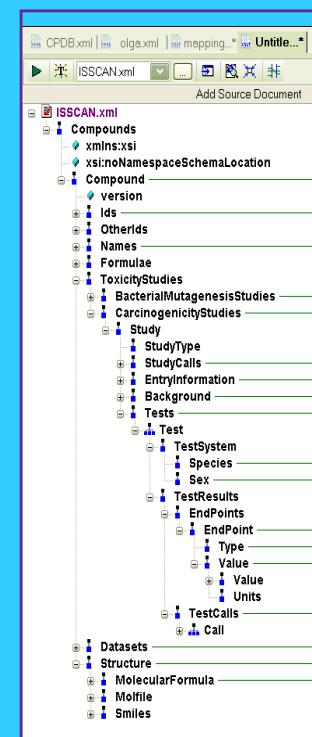 CPDB.xml olga.xml mapping...* Untitle...*
ISSCAN.xml ...
Add Source Document
ISSCAN.xml
Compounds
xmlns:xsi
xsi:noNamespaceSchemaLocation
Compound
version
Ids
OtherIds
Names
Formulae
ToxicityStudies
BacterialMutagenesisStudies
CarcinogenicityStudies
Study
StudyType
StudyCalls
EntryInformation
Background
Tests
Test
TestSystem
Species
Sex
TestResults
EndPoints
EndPoint
Type
Value
Value
Units
TestCalls
Call
Datasets
Structure
MolecularFormula
Molfile
Smiles